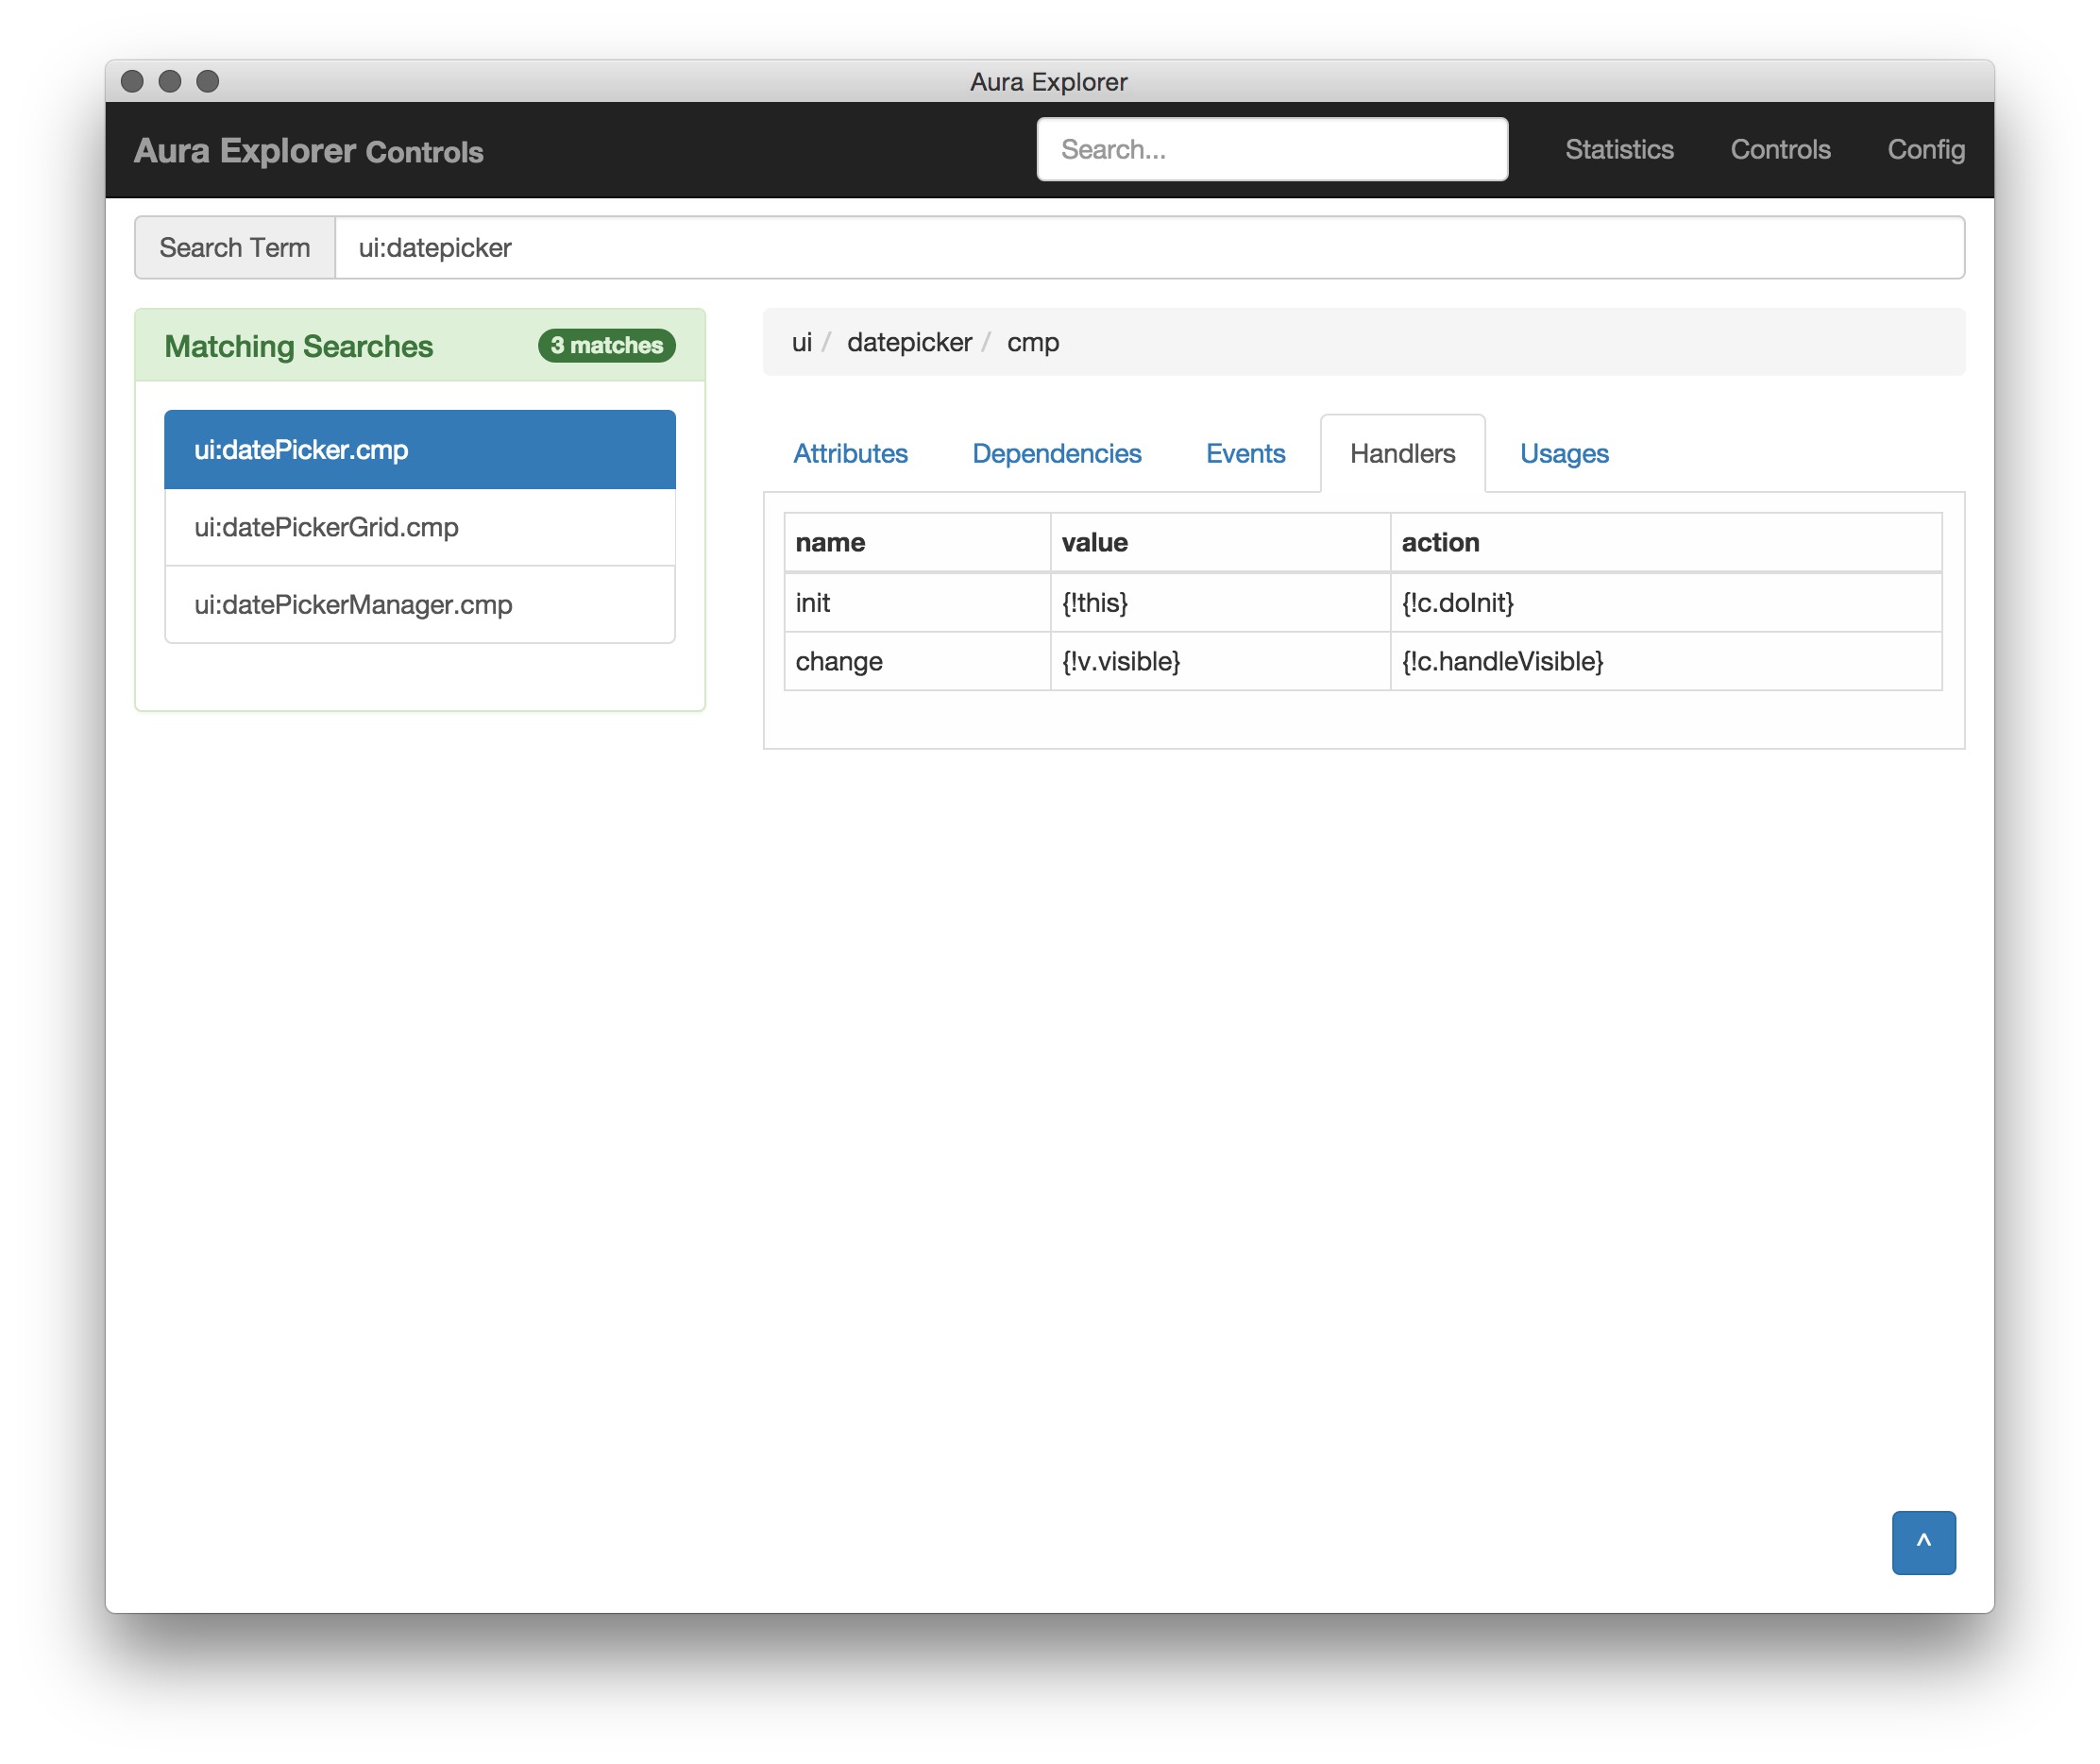 Aura Explorer
Aura Explorer Controls
Search...
Statistics
Controls
Config
Search Term
ui:datepicker
Matching Searches
3 matches
ui:datePicker.cmp
ui:datePickerGrid.cmp
ui:datePickerManager.cmp
ui / datepicker / cmp
Attributes
Dependencies
Events
Handlers
Usages
name value action
init {!this} {!c.doInit}
change {!v.visible} {!c.handleVisible}
^